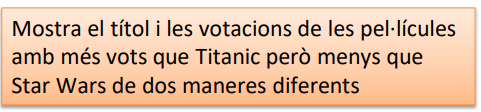 Mostra el títol i les votacions de les pel·lícules
amb més vots que Titanic però menys que
Star Wars de dos maneres diferents